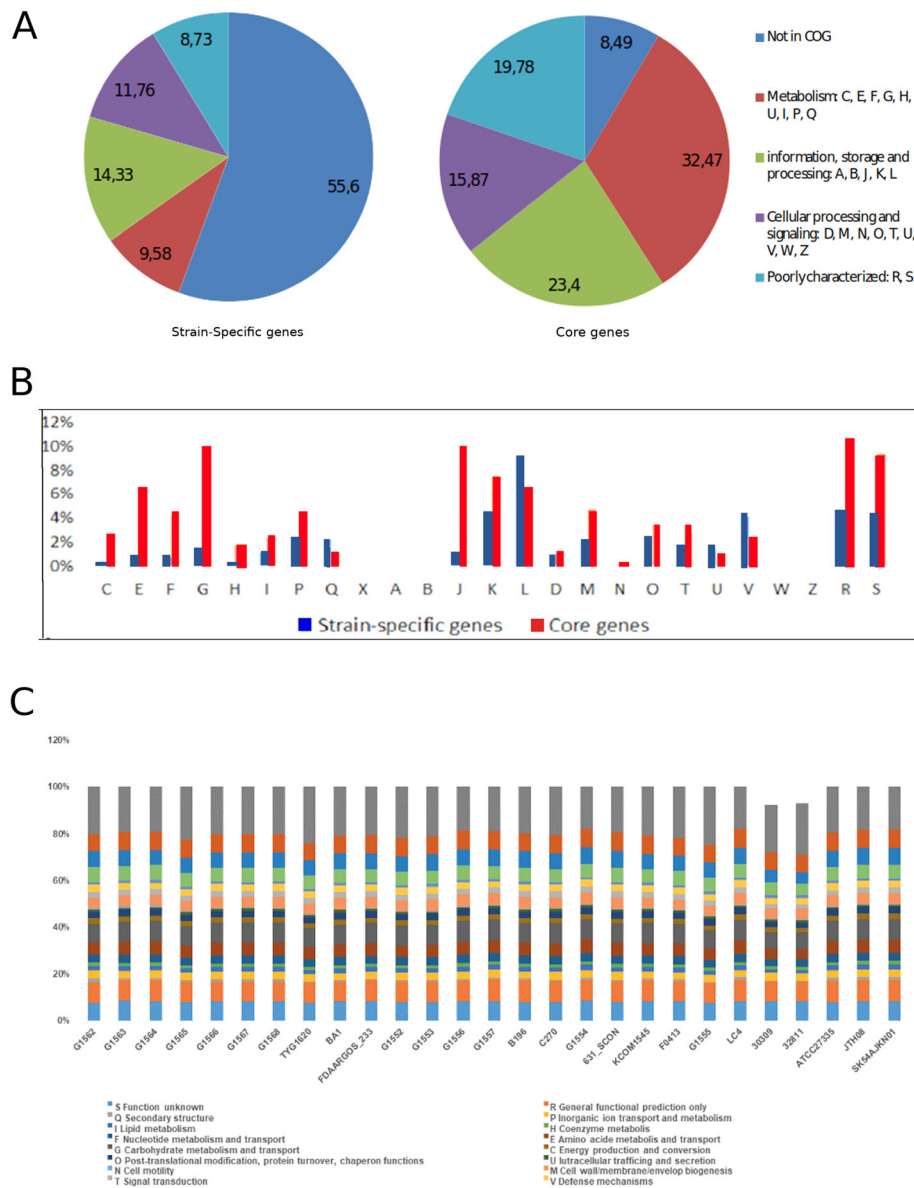 A
8,73
11,76
14,33
9,58
55,6
Strain-Specific genes
8,49
19,78
32,47
15,87
23,4
Core genes
Not in COG
Metabolism: C, E, F, G, H,
U, I, P, Q
information, storage and
processing: A, B, J, K, L
Cellular processing and
signaling: D, M, N, O, T, U,
V, W, Z
Poorly characterized: R, S
B
12%
10%
8%
6%
4%
2%
0%
C E F G H I P Q X A B J K L D M N O T U V W Z R S
Strain-specific genes Core genes
C
120%
100%
80%
60%
40%
20%
0%
G1562 G1563 G1564 G1565 G1566 G1567 G1568 TYG1620 BA1 FDAARGOS_233 G1552 G1553 G1556 G1557 B196 C270 G1554 631_SCON KCOM1545 F0413 G1555 LC4 30309 32811 ATCC27335 JTH08 SK54AJKN01
S Function unknown
Q Secondary structure
I Lipid metabolism
F Nucleotide metabolism and transport
G Carbohydrate metabolism and transport
O Post-translational modification, protein turnover, chaperon functions
N Cell motility
T Signal transduction
R General functional prediction only
P Inorganic ion transport and metabolism
H Coenzyme metabolis
E Amino acide metabolis and transport
C Energy production and conversion
U Iutracellular trafficing and secretion
M Cell wall/membrane/envelop biogenesis
V Defense mechanisms